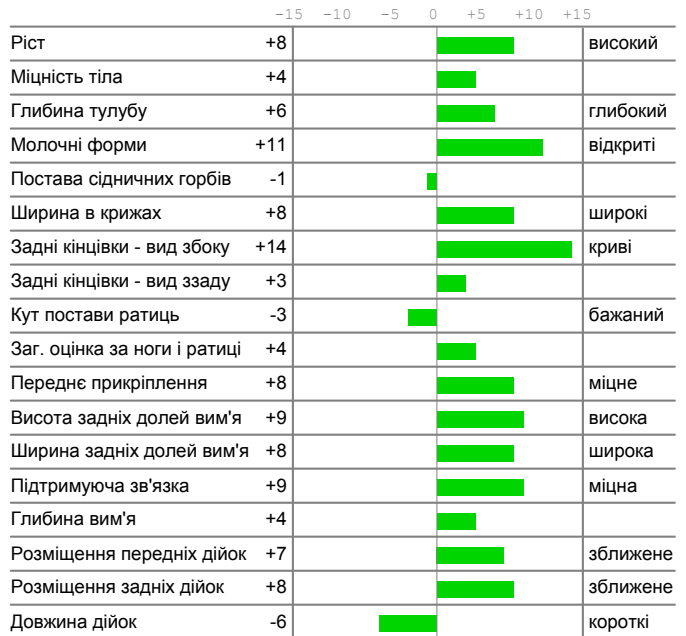 -15 -10 -5 0 +5 +10 +15
Ріст +8 високий
Міцність тіла +4
Глибина тулубу +6 глибокий
Молочні форми +11 відкриті
Постава сідничних горбів -1
Ширина в крижах +8 широкі
Задні кінцівки - вид збоку +14 криві
Задні кінцівки - вид ззаду +3
Кут постави ратиць -3 бажаний
Заг. оцінка за ноги і ратиці +4
Переднє прикріплення +8 міцне
Висота задніх долей вим'я +9 висока
Ширина задніх долей вим'я +8 широка
Підтримуюча зв'язка +9 міцна
Глибина вим'я +4
Розміщення передніх дійок +7 зближене
Розміщення задніх дійок +8 зближене
Довжина дійок -6 короткі